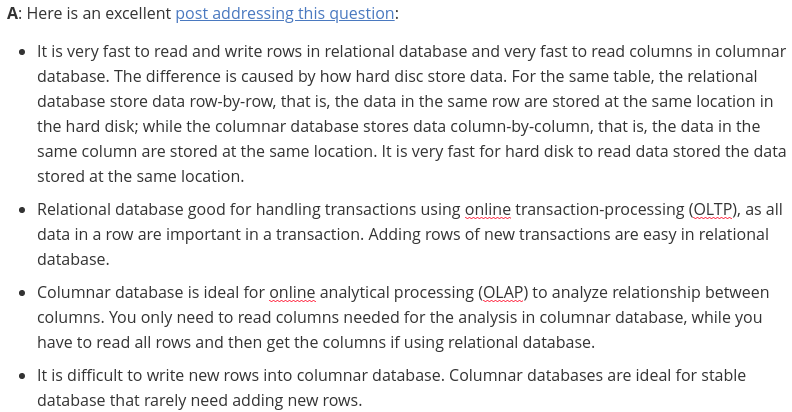 A: Here is an excellent post addressing this question:
• It is very fast to read and write rows in relational database and very fast to read columns in columnar
database. The difference is caused by how hard disc store data. For the same table, the relational
database store data row-by-row, that is, the data in the same row are stored at the same location in
the hard disk; while the columnar database stores data column-by-column, that is, the data in the
same column are stored at the same location. It is very fast for hard disk to read data stored the data
stored at the same location.
• Relational database good for handling transactions using online transaction-processing (OLTP), as all
data in a row are important in a transaction. Adding rows of new transactions are easy in relational
database.
• Columnar database is ideal for online analytical processing (OLAP) to analyze relationship between
columns. You only need to read columns needed for the analysis in columnar database, while you
have to read all rows and then get the columns if using relational database.
• It is difficult to write new rows into columnar database. Columnar databases are ideal for stable
database that rarely need adding new rows.